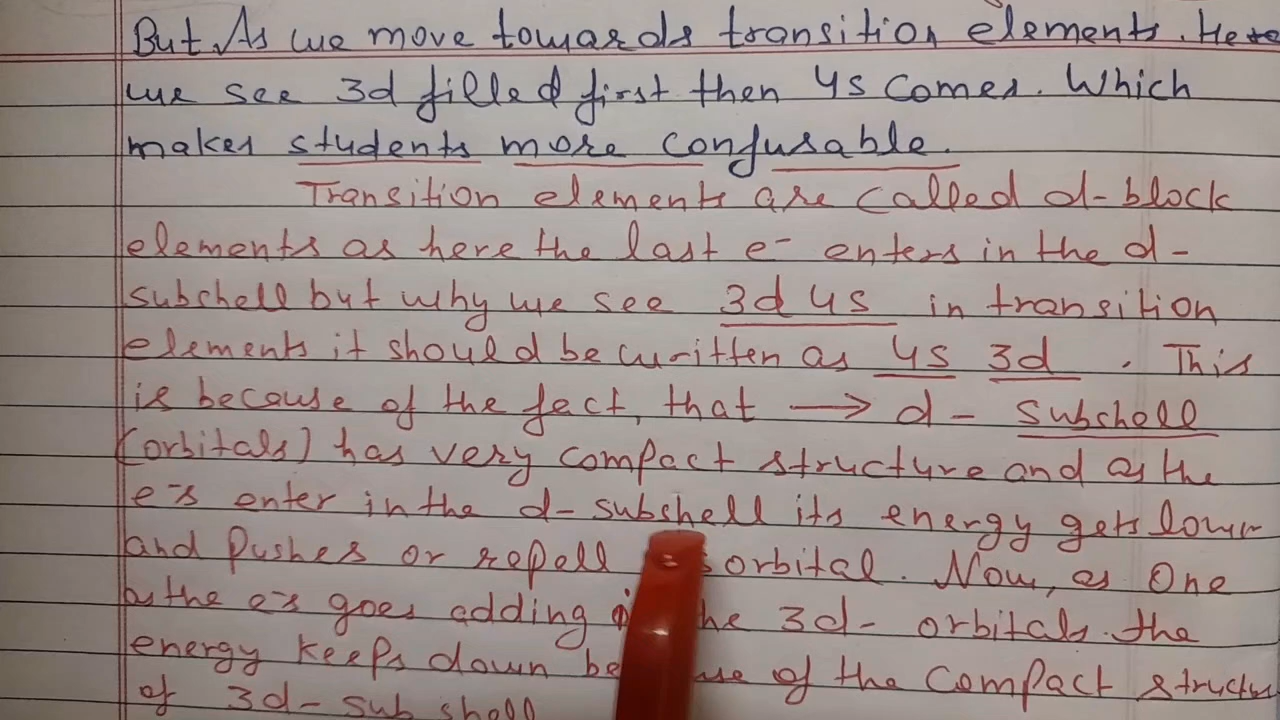 But As we move towards transition elements. Here
we see 3d filled first then 4s comes. Which
makes students more confusable.
Transition elements are called d-block
elements as here the last e- enters in the d-
subshell but why we see 3d 4s in transition
elements it should be written as 4s 3d. This
is because of the fact, that → d- subshell
(orbitals) has very compact structure and as the
e-s enter in the d-subshell its energy gets lower
and pushes or repell orbital. Now, as One
by the e-s goes adding the 3d- orbitals. the
energy keeps down of the compact
of 3d-sub shell